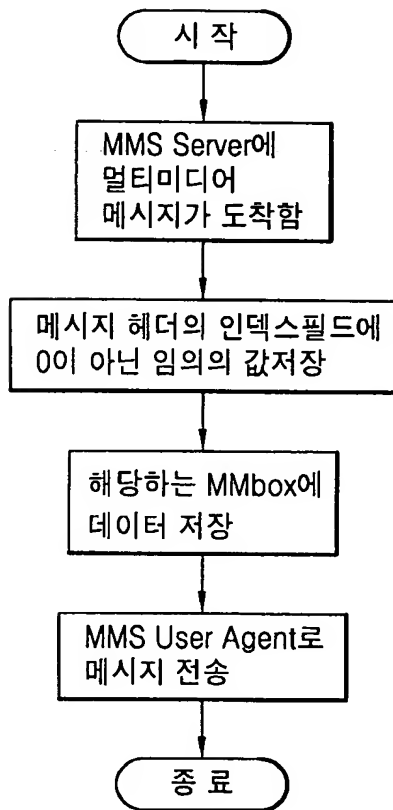 시 작
MMS Server에
멀티미디어
메시지가 도착함
메시지 헤더의 인덱스필드에
0이 아닌 임의의 값저장
해당하는 MMbox에
데이터 저장
MMS User Agent로
메시지 전송
종 료